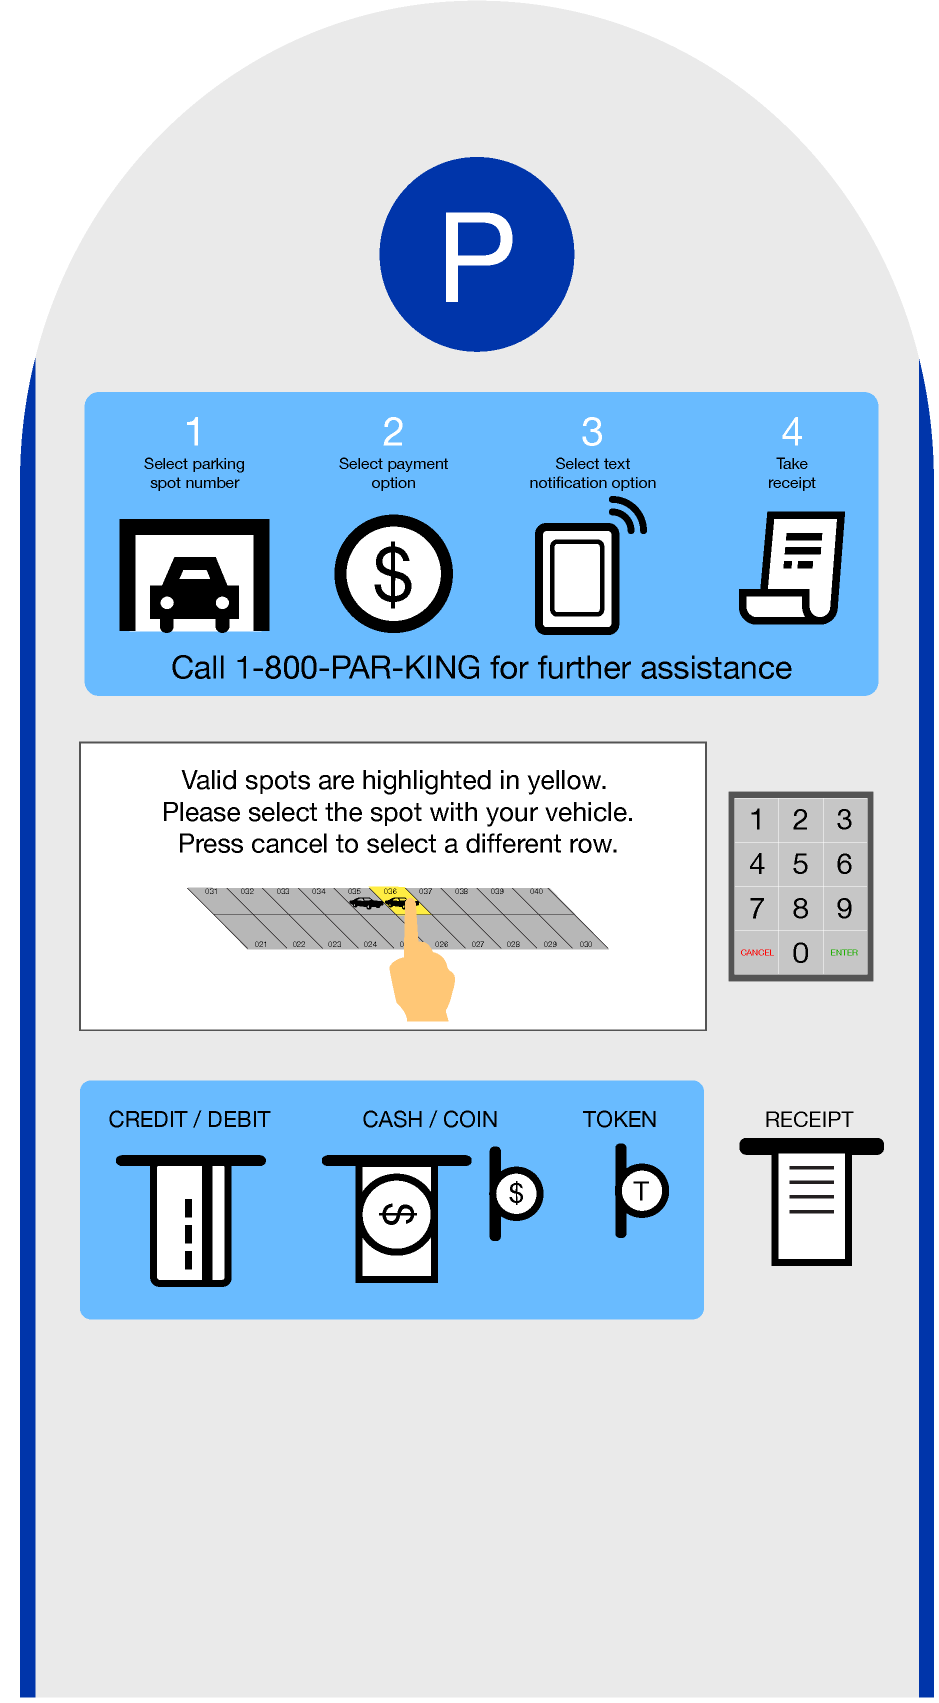 P
1 2 3 4
Select parking Select payment Select text Take
spot number option notification option receipt
$
Call 1-800-PAR-KING for further assistance
Valid spots are highlighted in yellow.
Please select the spot with your vehicle.
Press cancel to select a different row.
031 032 033 034 035 036 037 038 039 040
021 022 023 024 026 027 028 029 030
1 2 3
4 5 6
7 8 9
CANCEL 0 ENTER
CREDIT / DEBIT CASH / COIN TOKEN RECEIPT
$ $ T